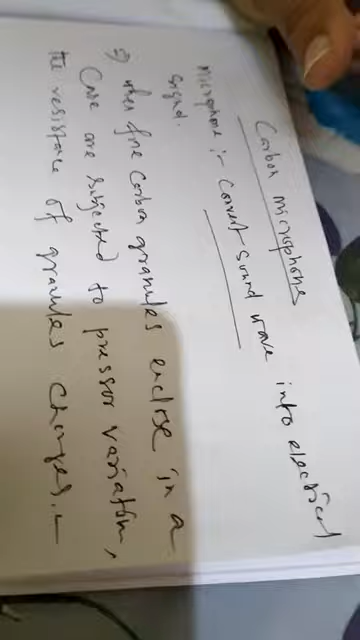 Carbon microphones
Microphone :- Convert sound wave into electrical
signal.
⇒ when fine carbon granules enclose in a
Case are subjected to pressor variation,
the resistance of granules changes.-